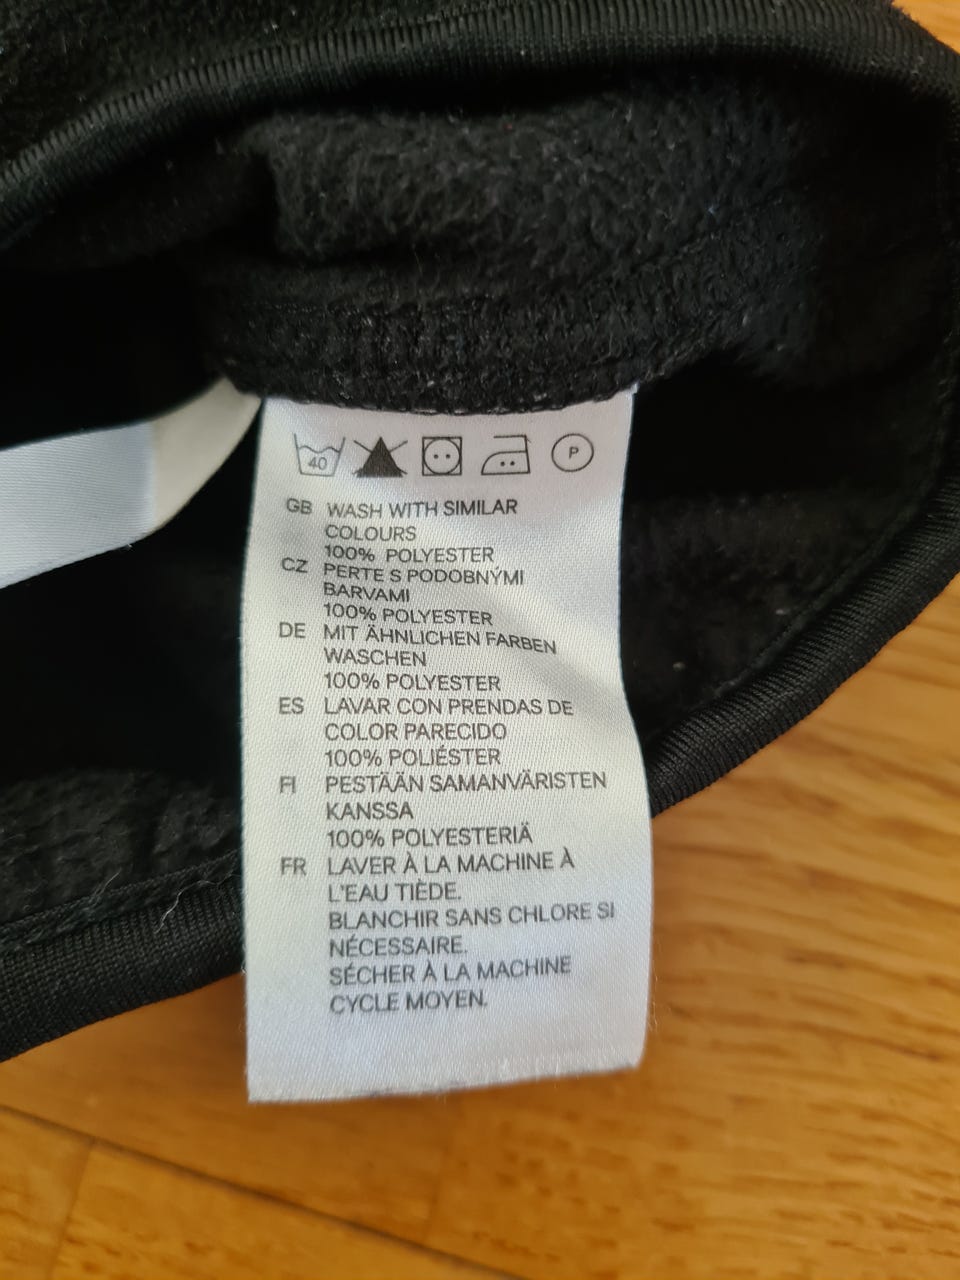 40 P
GB WASH WITH SIMILAR
COLOURS
100% POLYESTER
CZ PERTE S PODOBNÝMI
BARVAMI
100% POLYESTER
DE MIT ÄHNLICHEN FARBEN
WASCHEN
100% POLYESTER
ES LAVAR CON PRENDAS DE
COLOR PARECIDO
100% POLIÉSTER
FI PESTÄÄN SAMANVÄRISTEN
KANSSA
100% POLYESTERIÄ
FR LAVER À LA MACHINE À
L'EAU TIÈDE.
BLANCHIR SANS CHLORE SI
NÉCESSAIRE.
SÉCHER À LA MACHINE
CYCLE MOYEN.